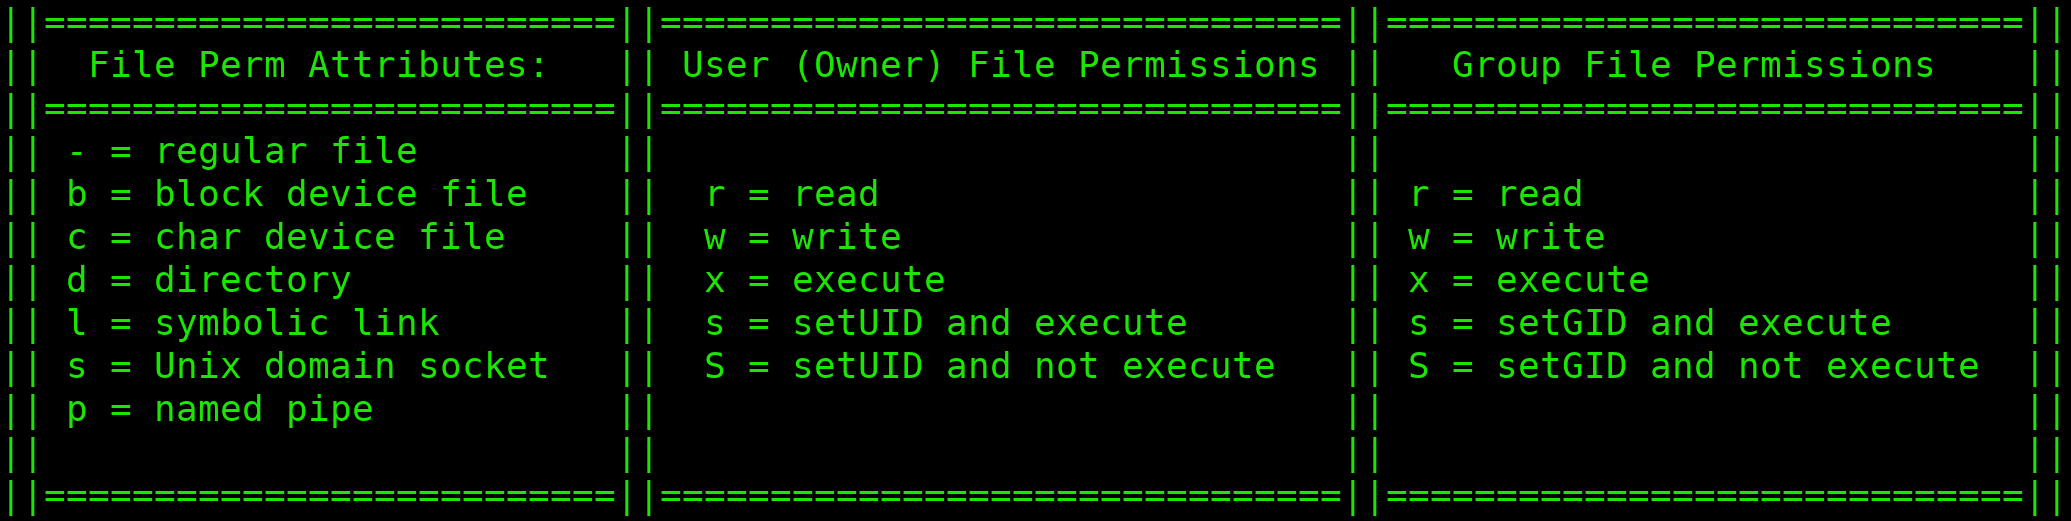 ||==========================||===============================||=============================||
||  File Perm Attributes:   || User (Owner) File Permissions ||   Group File Permissions    ||
||==========================||===============================||=============================||
|| - = regular file         ||                               ||                             ||
|| b = block device file    ||  r = read                     || r = read                    ||
|| c = char device file     ||  w = write                    || w = write                   ||
|| d = directory            ||  x = execute                  || x = execute                 ||
|| l = symbolic link        ||  s = setUID and execute       || s = setGID and execute      ||
|| s = Unix domain socket   ||  S = setUID and not execute   || S = setGID and not execute  ||
|| p = named pipe           ||                               ||                             ||
||                          ||                               ||                             ||
||==========================||===============================||=============================||